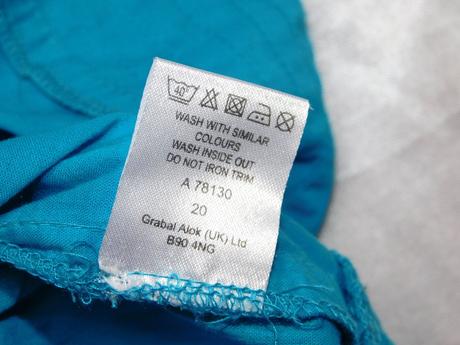 40°
WASH WITH SIMILAR
COLOURS
WASH INSIDE OUT
DO NOT IRON TRIM
A 78130
20
Grabal Alok (UK) Ltd
B90 4NG